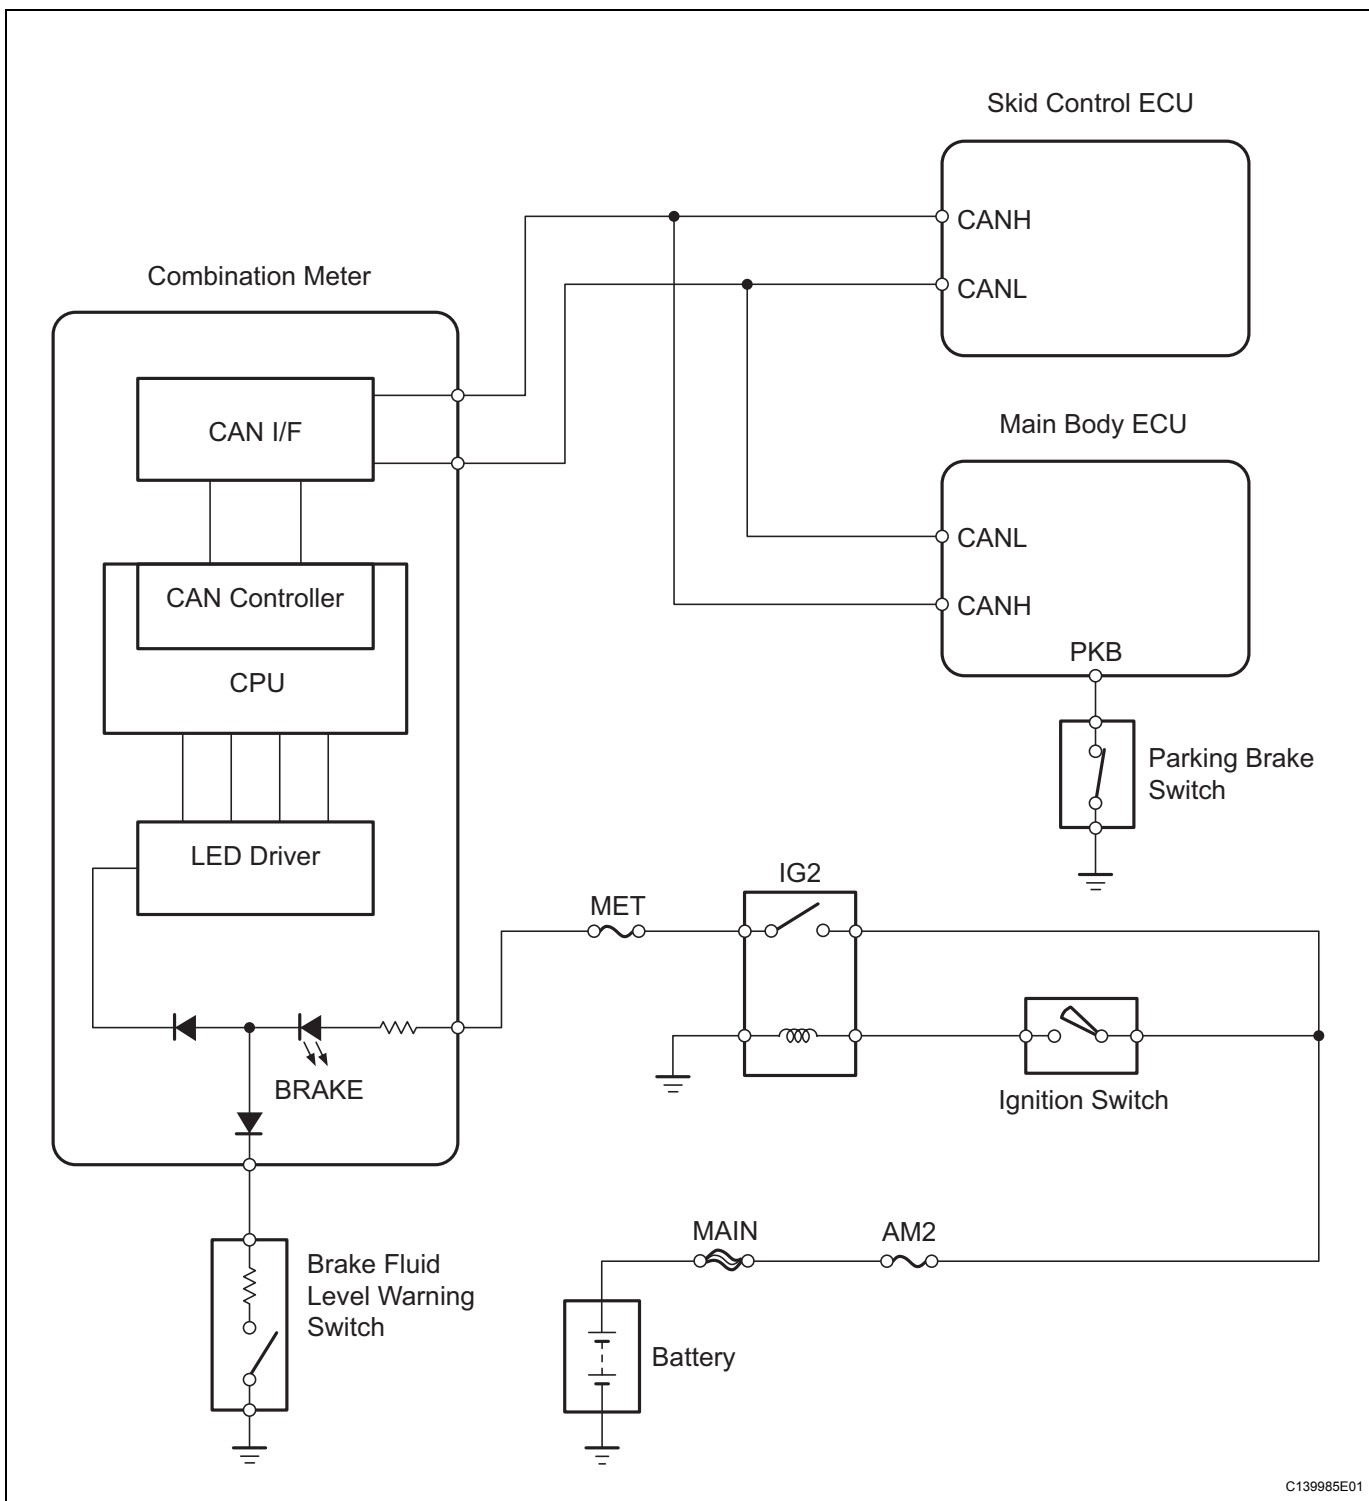 Skid Control ECU
CANH
CANL
Combination Meter
CAN I/F
Main Body ECU
CANL
CANH
PKB
CAN Controller
CPU
Parking Brake
Switch
LED Driver
IG2
MET
BRAKE
Ignition Switch
MAIN
AM2
Brake Fluid
Level Warning
Switch
Battery
C139985E01